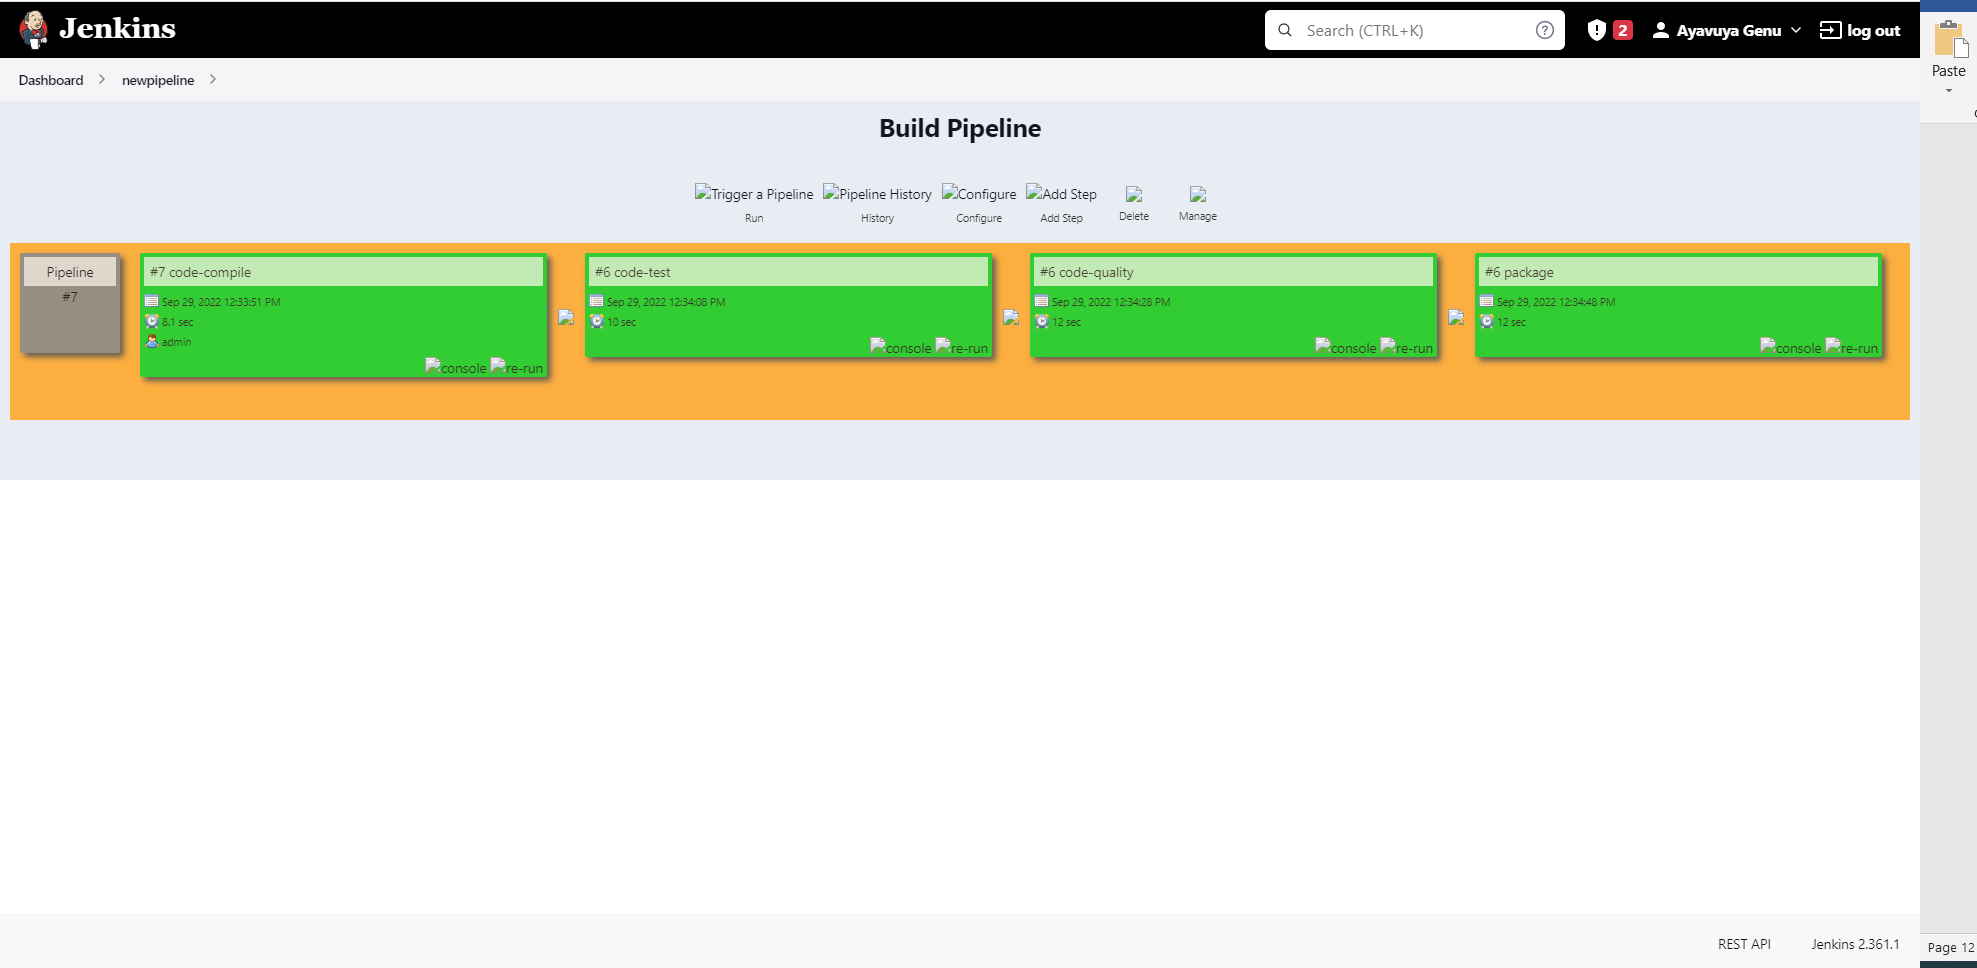 Jenkins
Search (CTRL+K)
2
Ayavuya Genu
log out
Paste
Dashboard
newpipeline
Build Pipeline
Trigger a Pipeline
Pipeline History
Configure
Add Step
Run
History
Configure
Add Step
Delete
Manage
Pipeline
#7
#7 code-compile
Sep 29, 2022 12:33:51 PM
8.1 sec
admin
console re-run
#6 code-test
Sep 29, 2022 12:34:08 PM
10 sec
console re-run
#6 code-quality
Sep 29, 2022 12:34:28 PM
12 sec
console re-run
#6 package
Sep 29, 2022 12:34:48 PM
12 sec
console re-run
REST API
Jenkins 2.361.1
Page 12